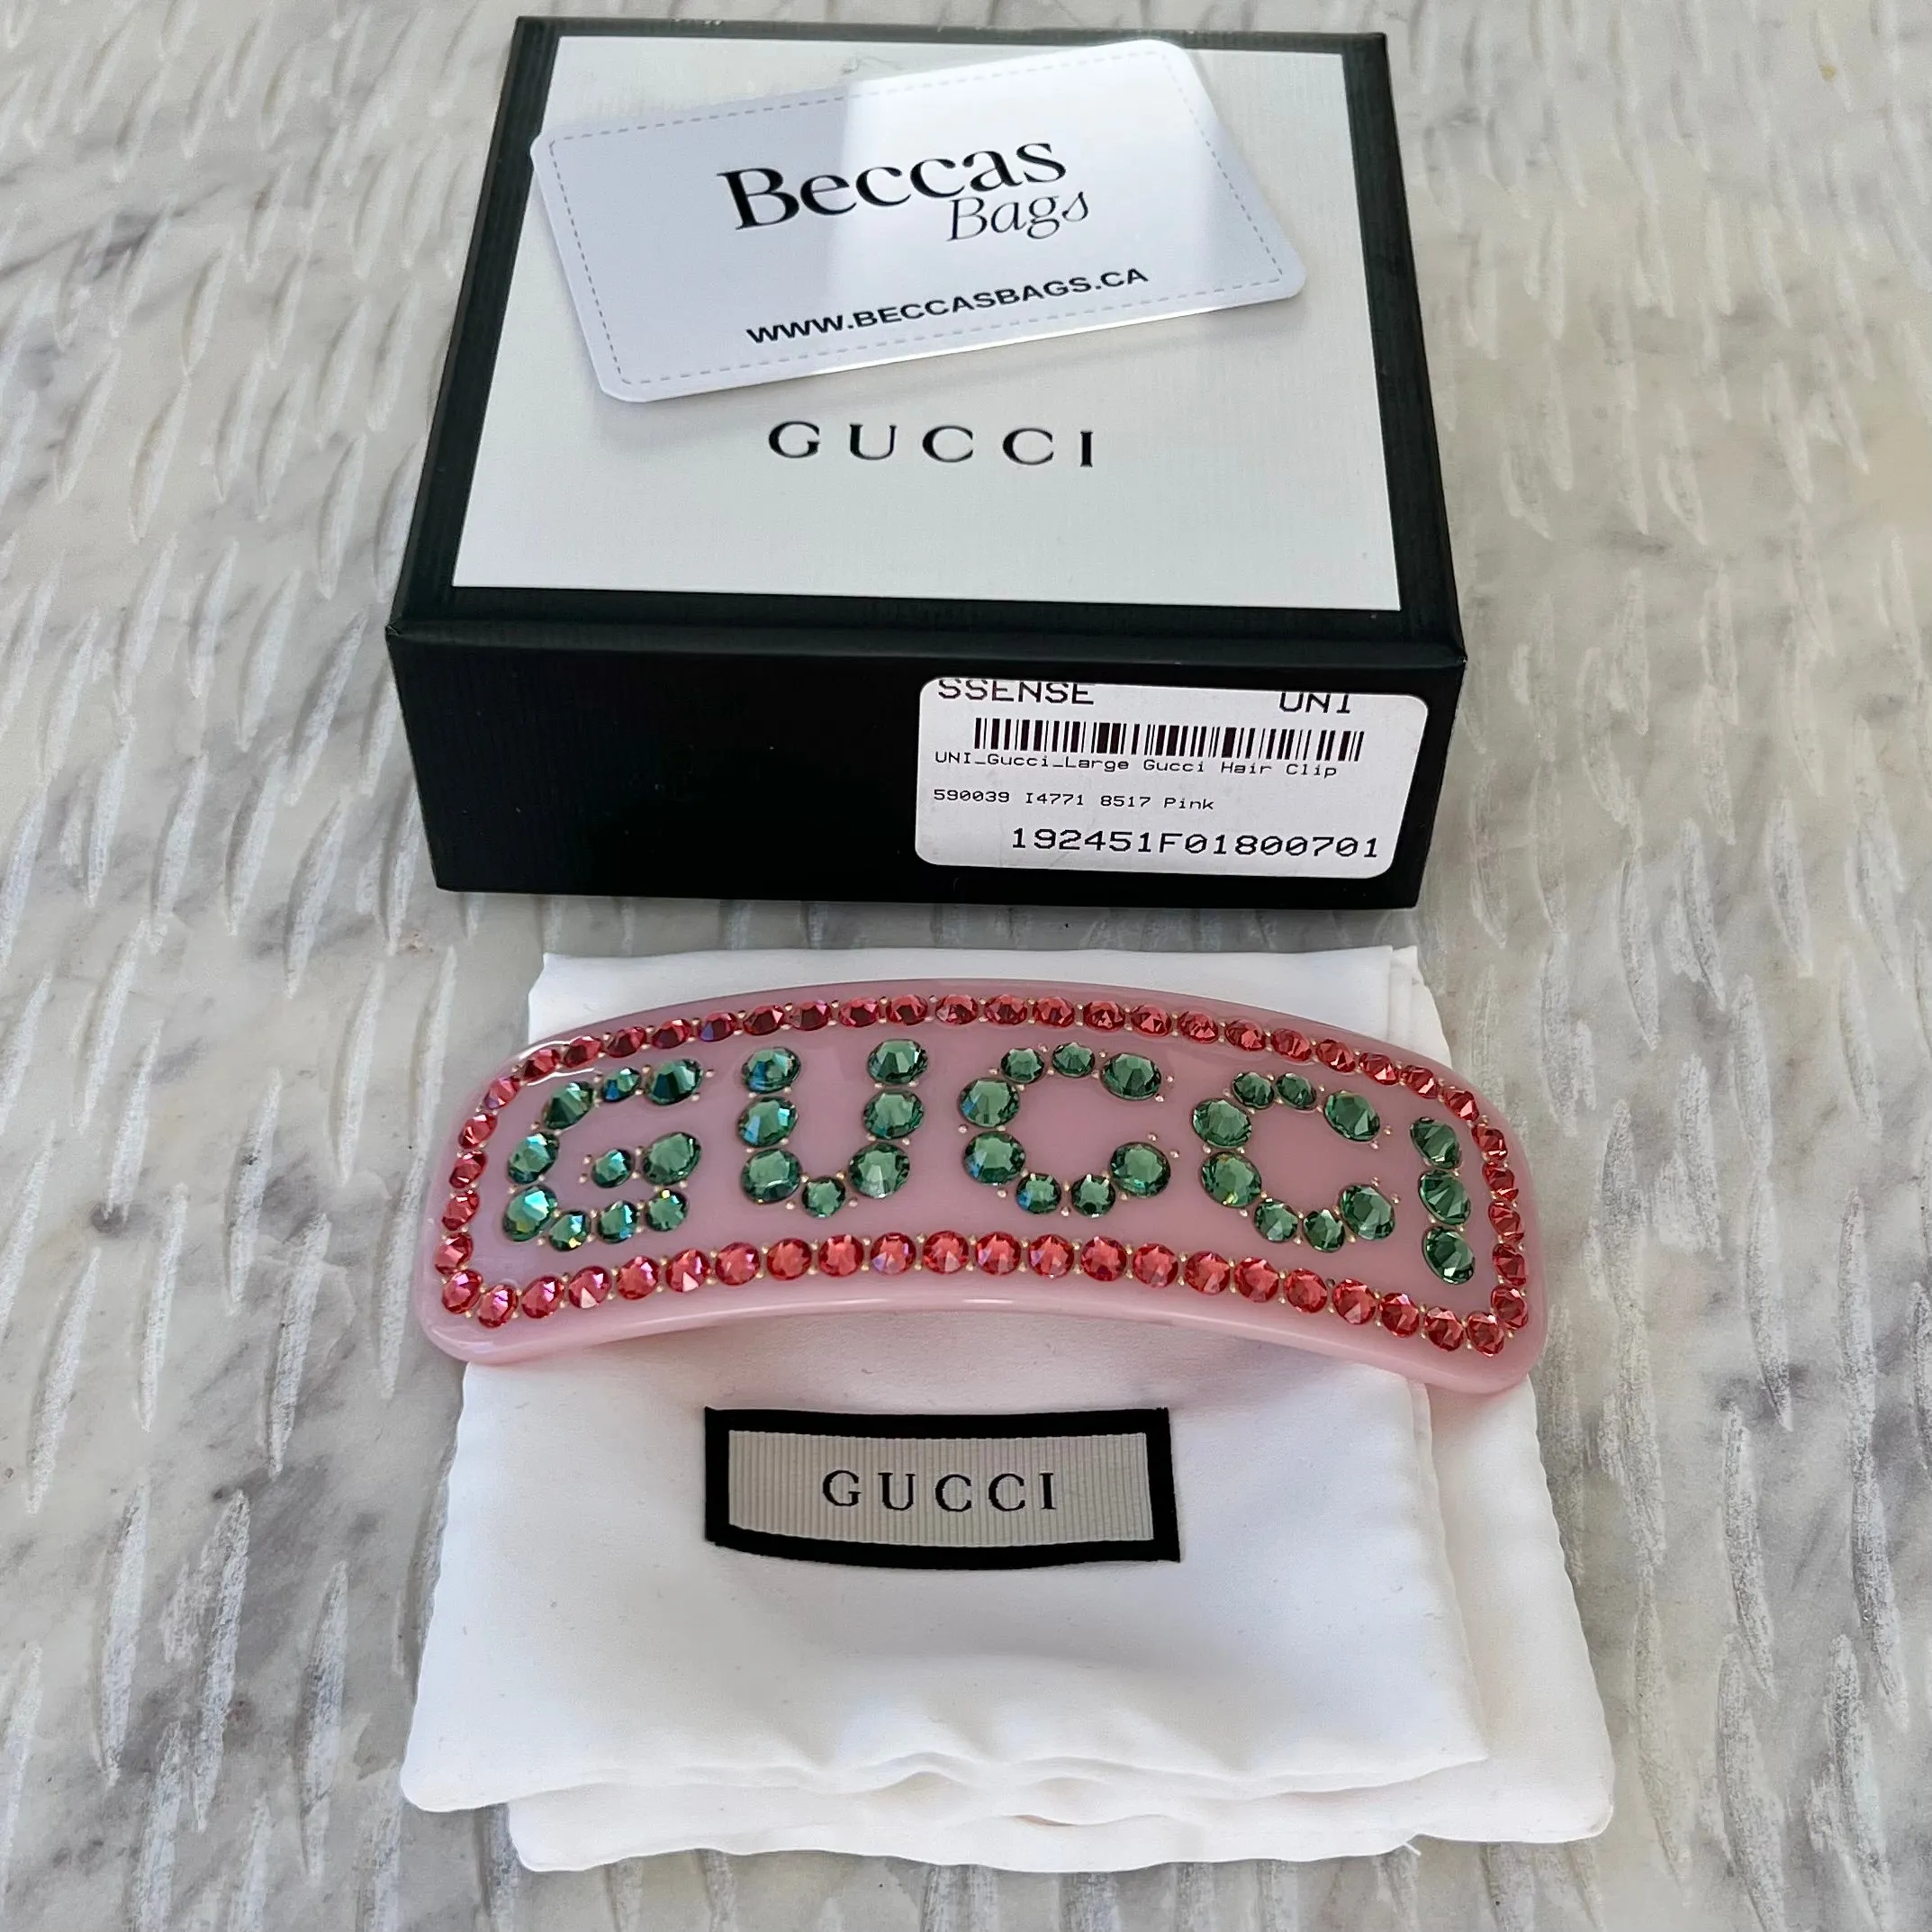 Beccas
Bags
WWW.BECCASBAGS.CA
GUCCI
SSENSE UNI
UNI_Gucci_Large Gucci Hair Clip
590039 I4771 8517 Pink
192451F01800701
GUCCI
GUCCI